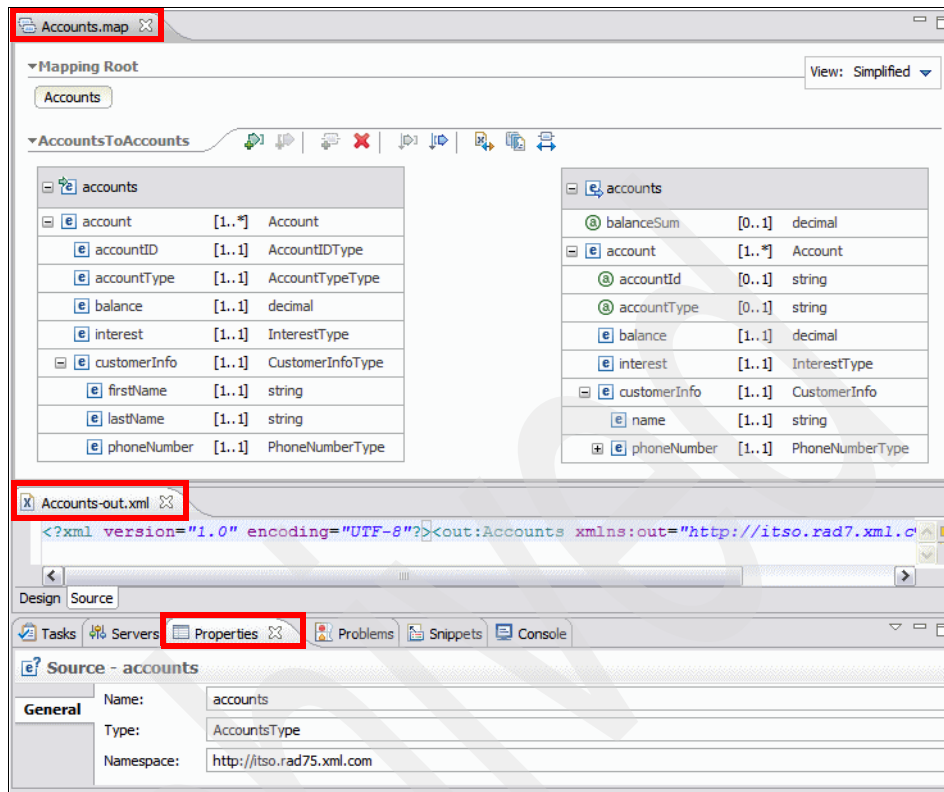 Accounts.map
Mapping Root
View: Simplified
Accounts
AccountsToAccounts
accounts
account [1..*] Account
accountID [1..1] AccountIDType
accountType [1..1] AccountTypeType
balance [1..1] decimal
interest [1..1] InterestType
customerInfo [1..1] CustomerInfoType
firstName [1..1] string
lastName [1..1] string
phoneNumber [1..1] PhoneNumberType
accounts
balanceSum [0..1] decimal
account [1..*] Account
accountId [0..1] string
accountType [0..1] string
balance [1..1] decimal
interest [1..1] InterestType
customerInfo [1..1] CustomerInfo
name [1..1] string
phoneNumber [1..1] PhoneNumberType
Accounts-out.xml
<?xml version="1.0" encoding="UTF-8"?><out:Accounts xmlns:out="http://itso.rad7.xml.c
Design Source
Tasks Servers Properties Problems Snippets Console
Source - accounts
General
Name: accounts
Type: AccountsType
Namespace: http://itso.rad75.xml.com